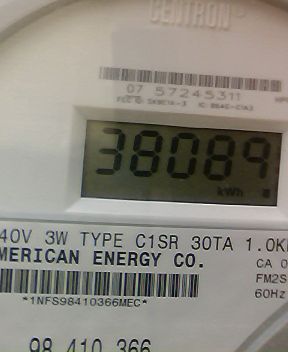 CENTRON®
07 57245311
38089
kWh
40V 3W TYPE C1SR 30TA 1.0K
MERICAN ENERGY CO.
CA 0
FM2S
60Hz
*1NFS98410366MEC*
98 410 366